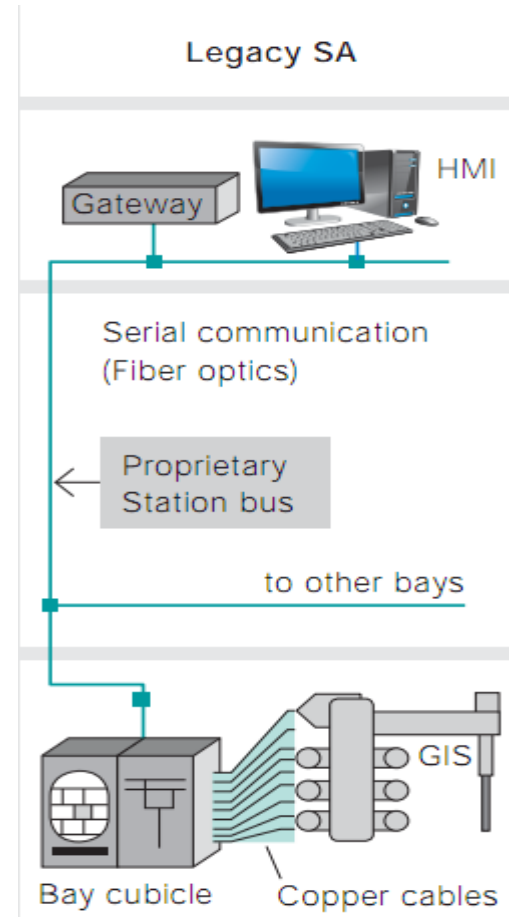 Legacy SA
Gateway
HMI
Serial communication
(Fiber optics)
Proprietary
Station bus
to other bays
GIS
Bay cubicle
Copper cables